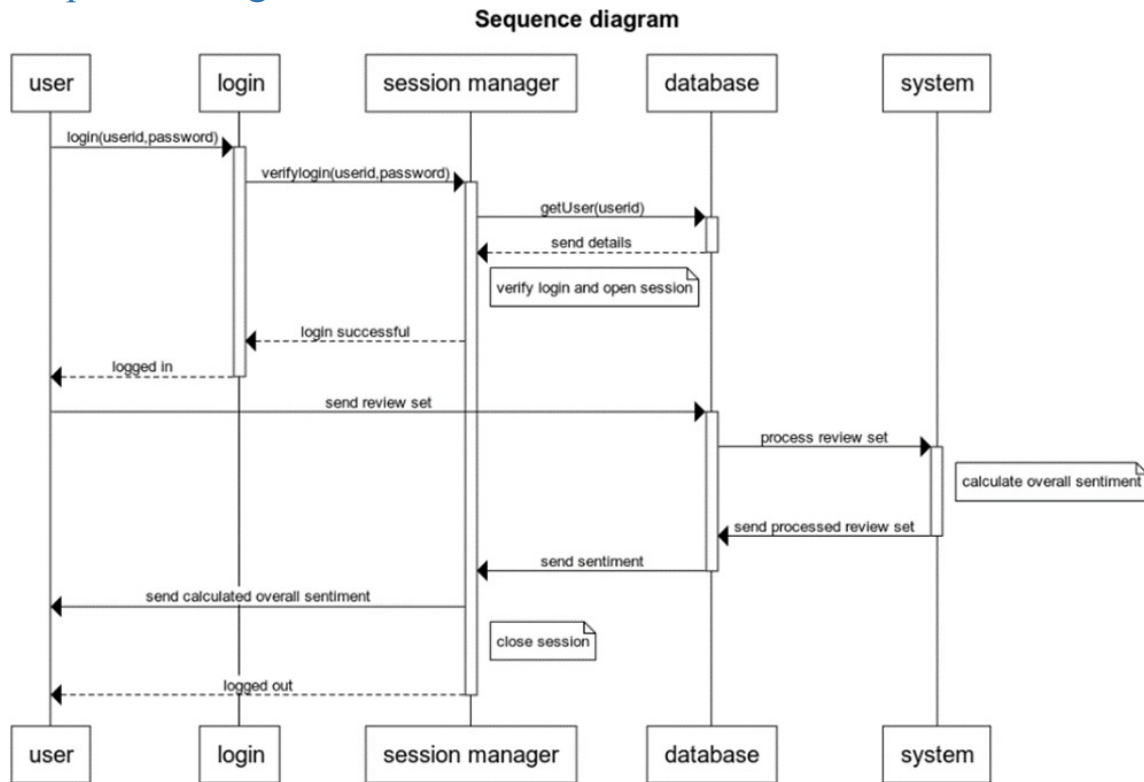 Sequence diagram
user
login
session manager
database
system
login(userid,password)
verifylogin(userid,password)
getUser(userid)
send details
verify login and open session
login successful
logged in
send review set
process review set
calculate overall sentiment
send processed review set
send sentiment
send calculated overall sentiment
close session
logged out
user
login
session manager
database
system